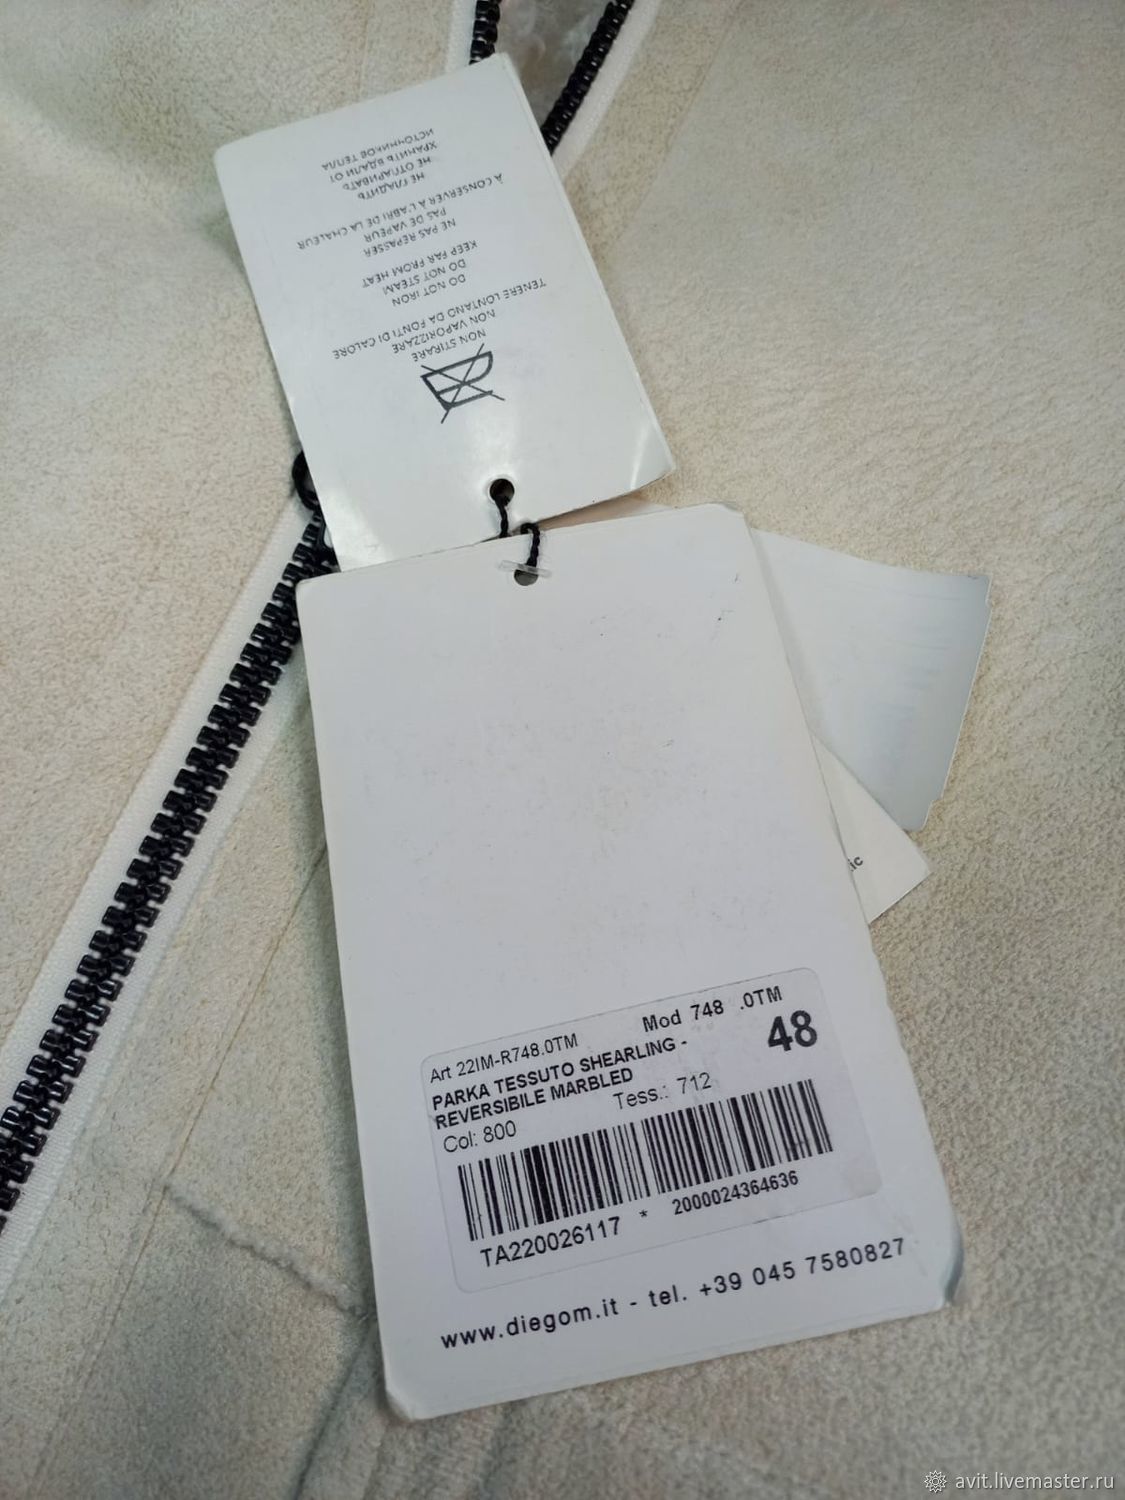 NON STIRARE
NON VAPORIZZARE
TENERE LONTANO DA FONTI DI CALORE
DO NOT IRON
DO NOT STEAM
KEEP FAR FROM HEAT
NE PAS REPASSER
PAS DE VAPEUR
À CONSERVER À L'ABRI DE LA CHALEUR
НЕ ГЛАДИТЬ
НЕ ОТПАРИВАТЬ
ХРАНИТЬ ВДАЛИ ОТ
ИСТОЧНИКОВ ТЕПЛА
Art 22IM-R748.0TM Mod 748 .0TM
PARKA TESSUTO SHEARLING - 48
REVERSIBILE MARBLED
Col: 800 Tess.: 712
TA220026117 * 2000024364636
www.diegom.it - tel. +39 045 7580827
avit.livemaster.ru